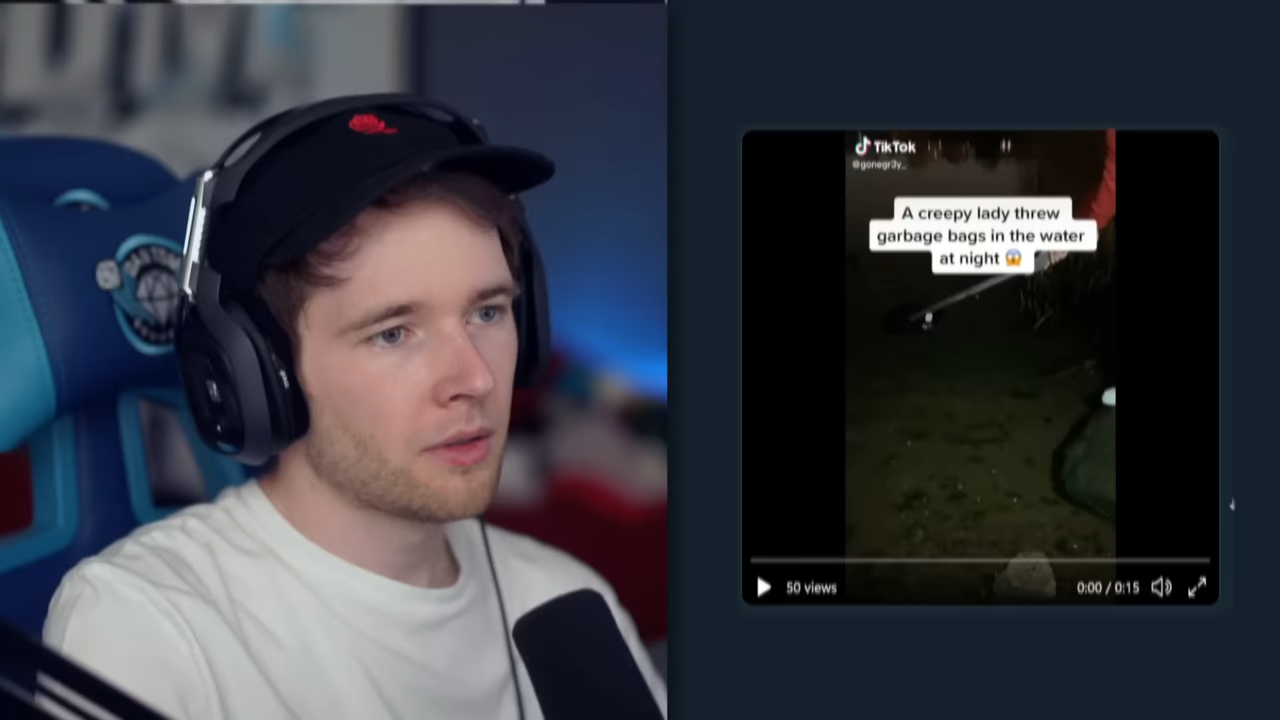 TikTok
@gonegr3y_
A creepy lady threw
garbage bags in the water
at night 😱
50 views
0:00 / 0:15